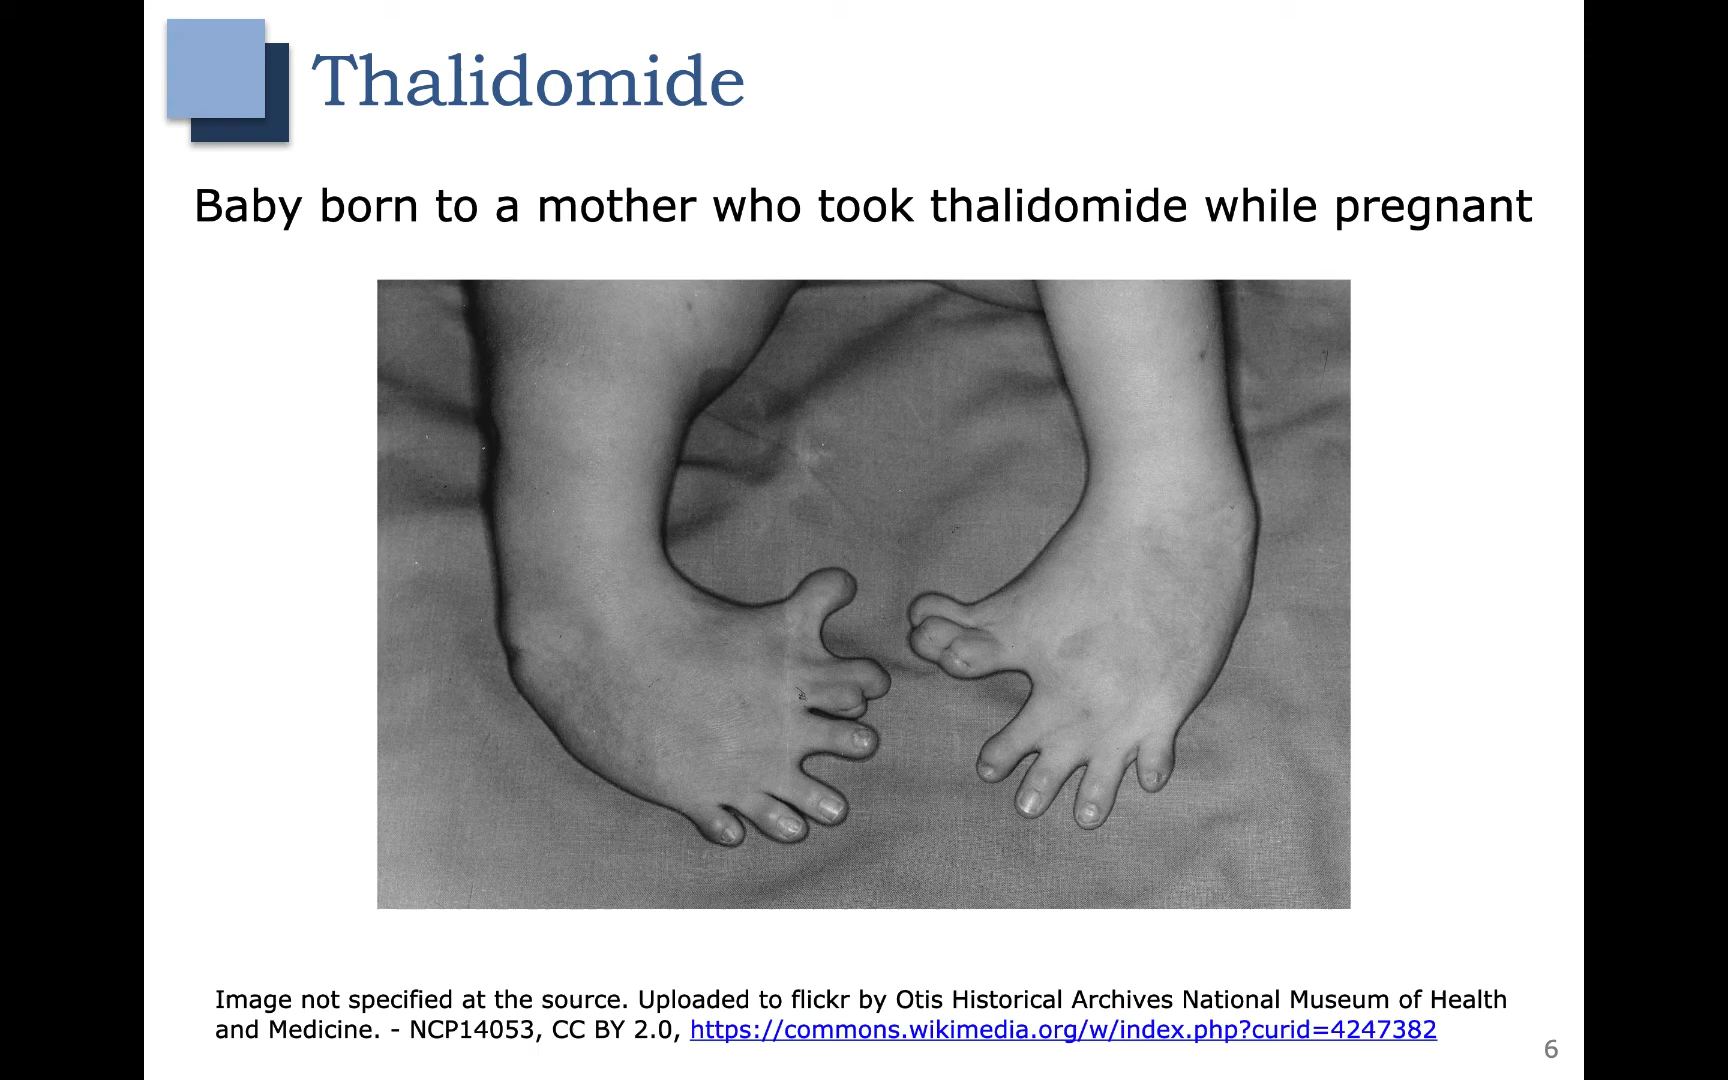 Thalidomide
Baby born to a mother who took thalidomide while pregnant
Image not specified at the source. Uploaded to flickr by Otis Historical Archives National Museum of Health
and Medicine. - NCP14053, CC BY 2.0, https://commons.wikimedia.org/w/index.php?curid=4247382
6